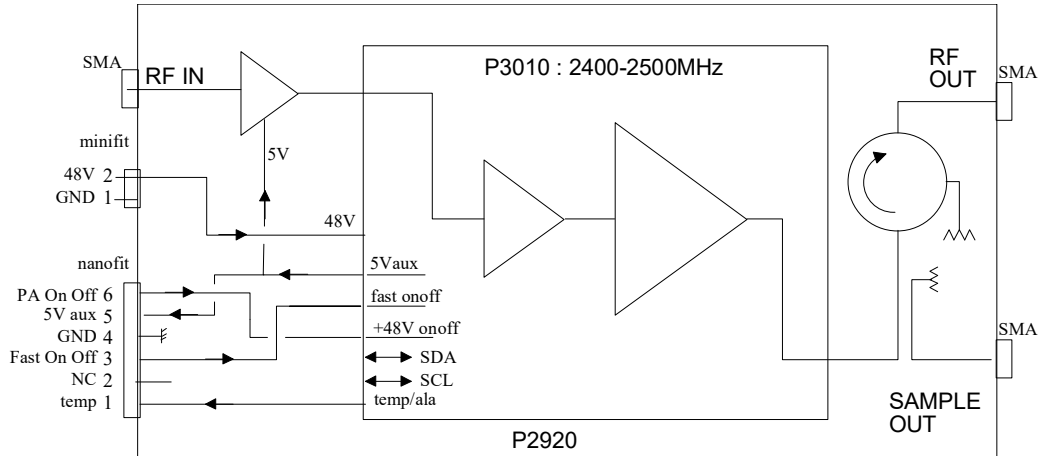 P3010 : 2400-2500MHz
SMA
RF IN
RF
OUT
SMA
minifit
5V
48V 2
GND 1
48V
nanofit
5Vaux
PA On Off 6
fast onoff
5V aux 5
GND 4
+48V onoff
SMA
Fast On Off 3
SDA
NC 2
SCL
temp 1
temp/ala
SAMPLE
OUT
P2920